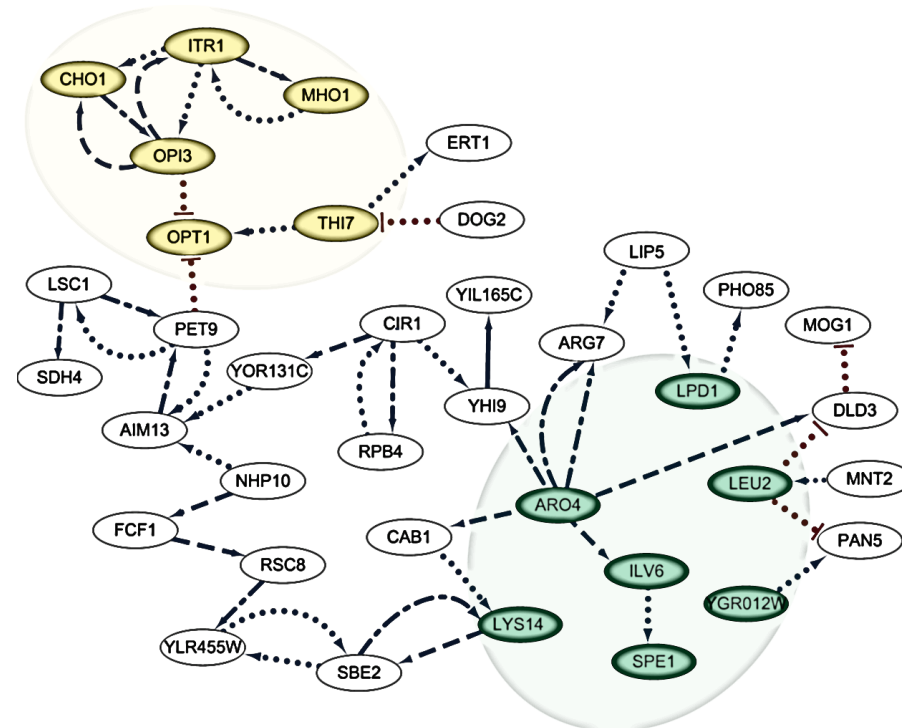 ITR1
CHO1
MHO1
OPI3
ERT1
OPT1
THI7
DOG2
LIP5
LSC1
YIL165C
PHO85
PET9
CIR1
MOG1
ARG7
SDH4
YOR131C
LPD1
AIM13
YHI9
DLD3
RPB4
NHP10
LEU2
MNT2
ARO4
FCF1
CAB1
PAN5
RSC8
ILV6
YGR012W
LYS14
YLR455W
SBE2
SPE1